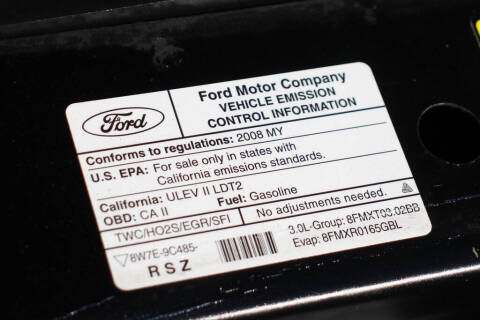 Ford
Ford Motor Company
VEHICLE EMISSION
CONTROL INFORMATION
Conforms to regulations: 2008 MY
U.S. EPA: For sale only in states with
California emissions standards.
California: ULEV II LDT2
OBD: CA II Fuel: Gasoline
No adjustments needed.
TWC/HO2S/EGR/SFI
3.0L-Group: 8FMXT03.02BB
Evap: 8FMXR0165GBL
8W7E-9C485-
R S Z